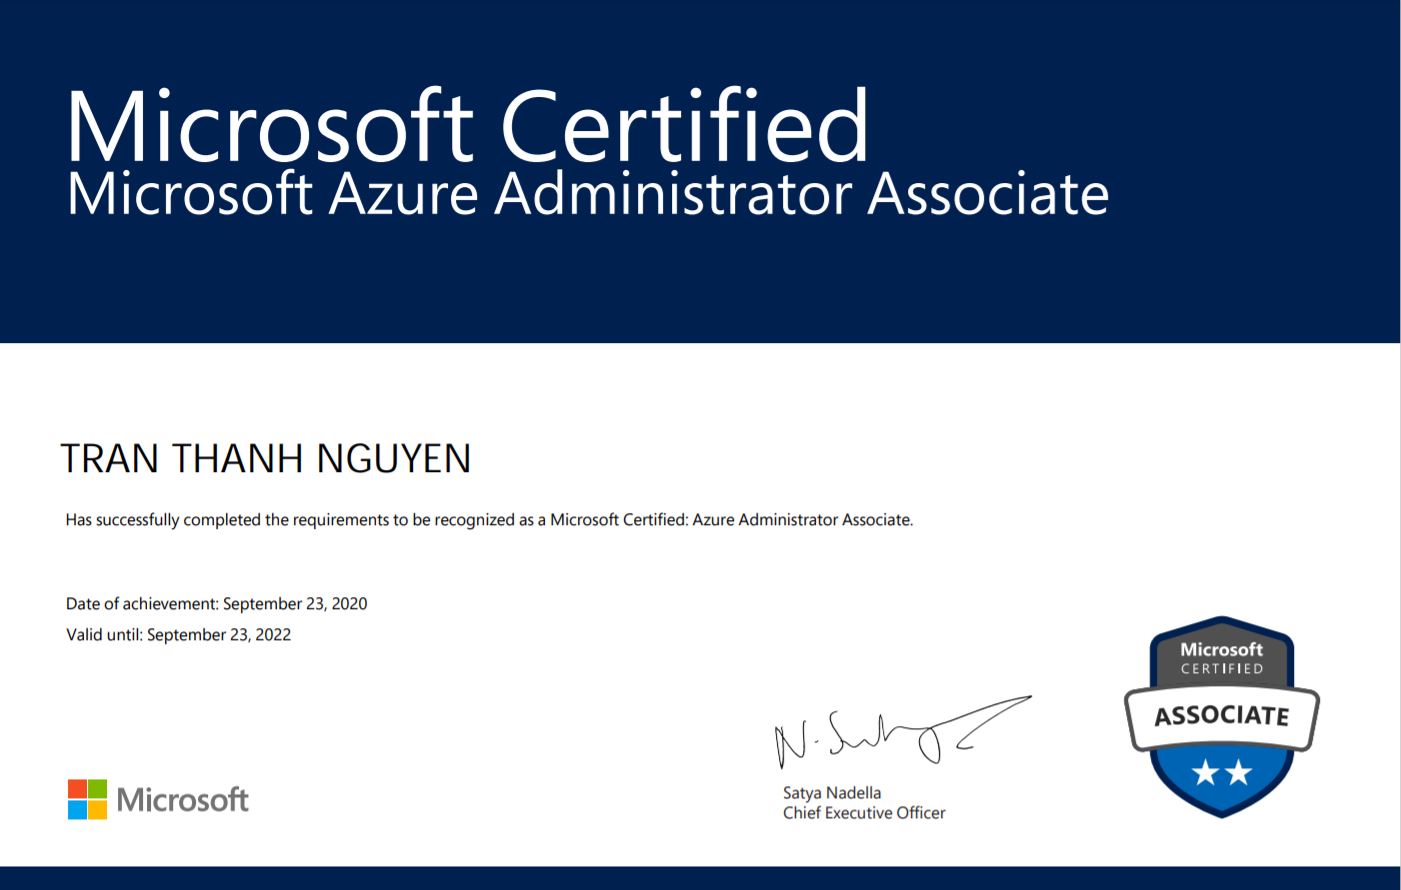 Microsoft Certified
Microsoft Azure Administrator Associate
TRAN THANH NGUYEN
Has successfully completed the requirements to be recognized as a Microsoft Certified: Azure Administrator Associate.
Date of achievement: September 23, 2020
Valid until: September 23, 2022
N. Satya
Satya Nadella
Chief Executive Officer
Microsoft
Microsoft
CERTIFIED
ASSOCIATE